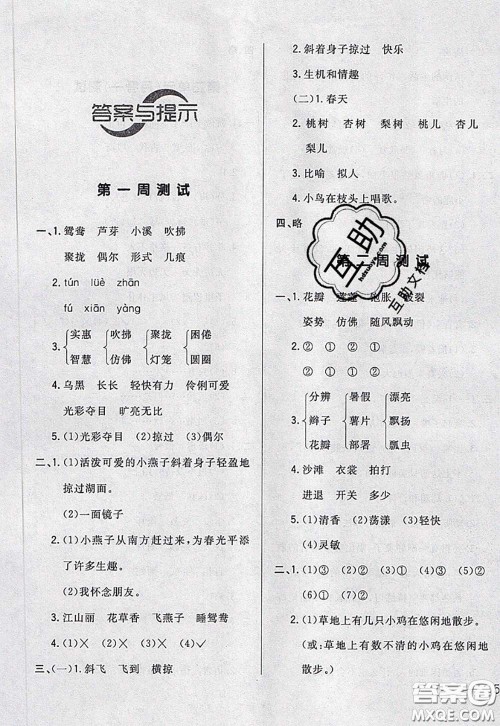 答案与提示
第一周测试
一、1. 鸳鸯 芦芽 小溪 吹拂
聚拢 偶尔 形式 几痕
2. tún lüè zhān
fú xiān yàng
3. 实惠 吹拂 聚拢 困倦
智慧 仿佛 灯笼 圆圈
4. 乌黑 长长 轻快有力 伶俐可爱
光彩夺目 旷亮无比
5. (1)光彩夺目 (2)掠过 (3)偶尔
二、1. (1)活泼可爱的小燕子斜着身子轻盈地
掠过湖面。
(2)一面镜子
2. (1)小燕子从南方赶过来,为春光平添
了许多生趣。
(2)我怀念朋友。
3. 江山丽 花草香 飞燕子 睡鸳鸯
4. (1)× (2)× (3)× (4)√
三、(一)1. 斜飞 飞到 横掠
2. 斜着身子掠过 快乐
3. 生机和情趣
(二)1. 春天
2. 桃树 杏树 梨树 桃儿 杏儿
梨儿
3. 比喻 拟人
4. 小鸟在枝头上唱歌。
四、略
第二周测试
一、1. 花瓣 莲蓬 胞胀 破裂
姿势 仿佛 随风飘动
2. ② ① ② ①
3. 分辨 暑假 漂亮
辫子 薯片 飘扬
花瓣 部署 瓢虫
4. 沙滩 衣裳 拍打
进退 开关 多少
5. (1)清香 (2)荡漾 (3)轻快
(4)灵敏
二、1. (1)③ (2)② (3)① (4)④
2. (1)草地上有几只小鸡在悠闲地散步。
(或:草地上有数不清的小鸡在悠闲地
散步。)
互助
hdzuoye.com
互助文档
答案圈
MXQE.COM
5